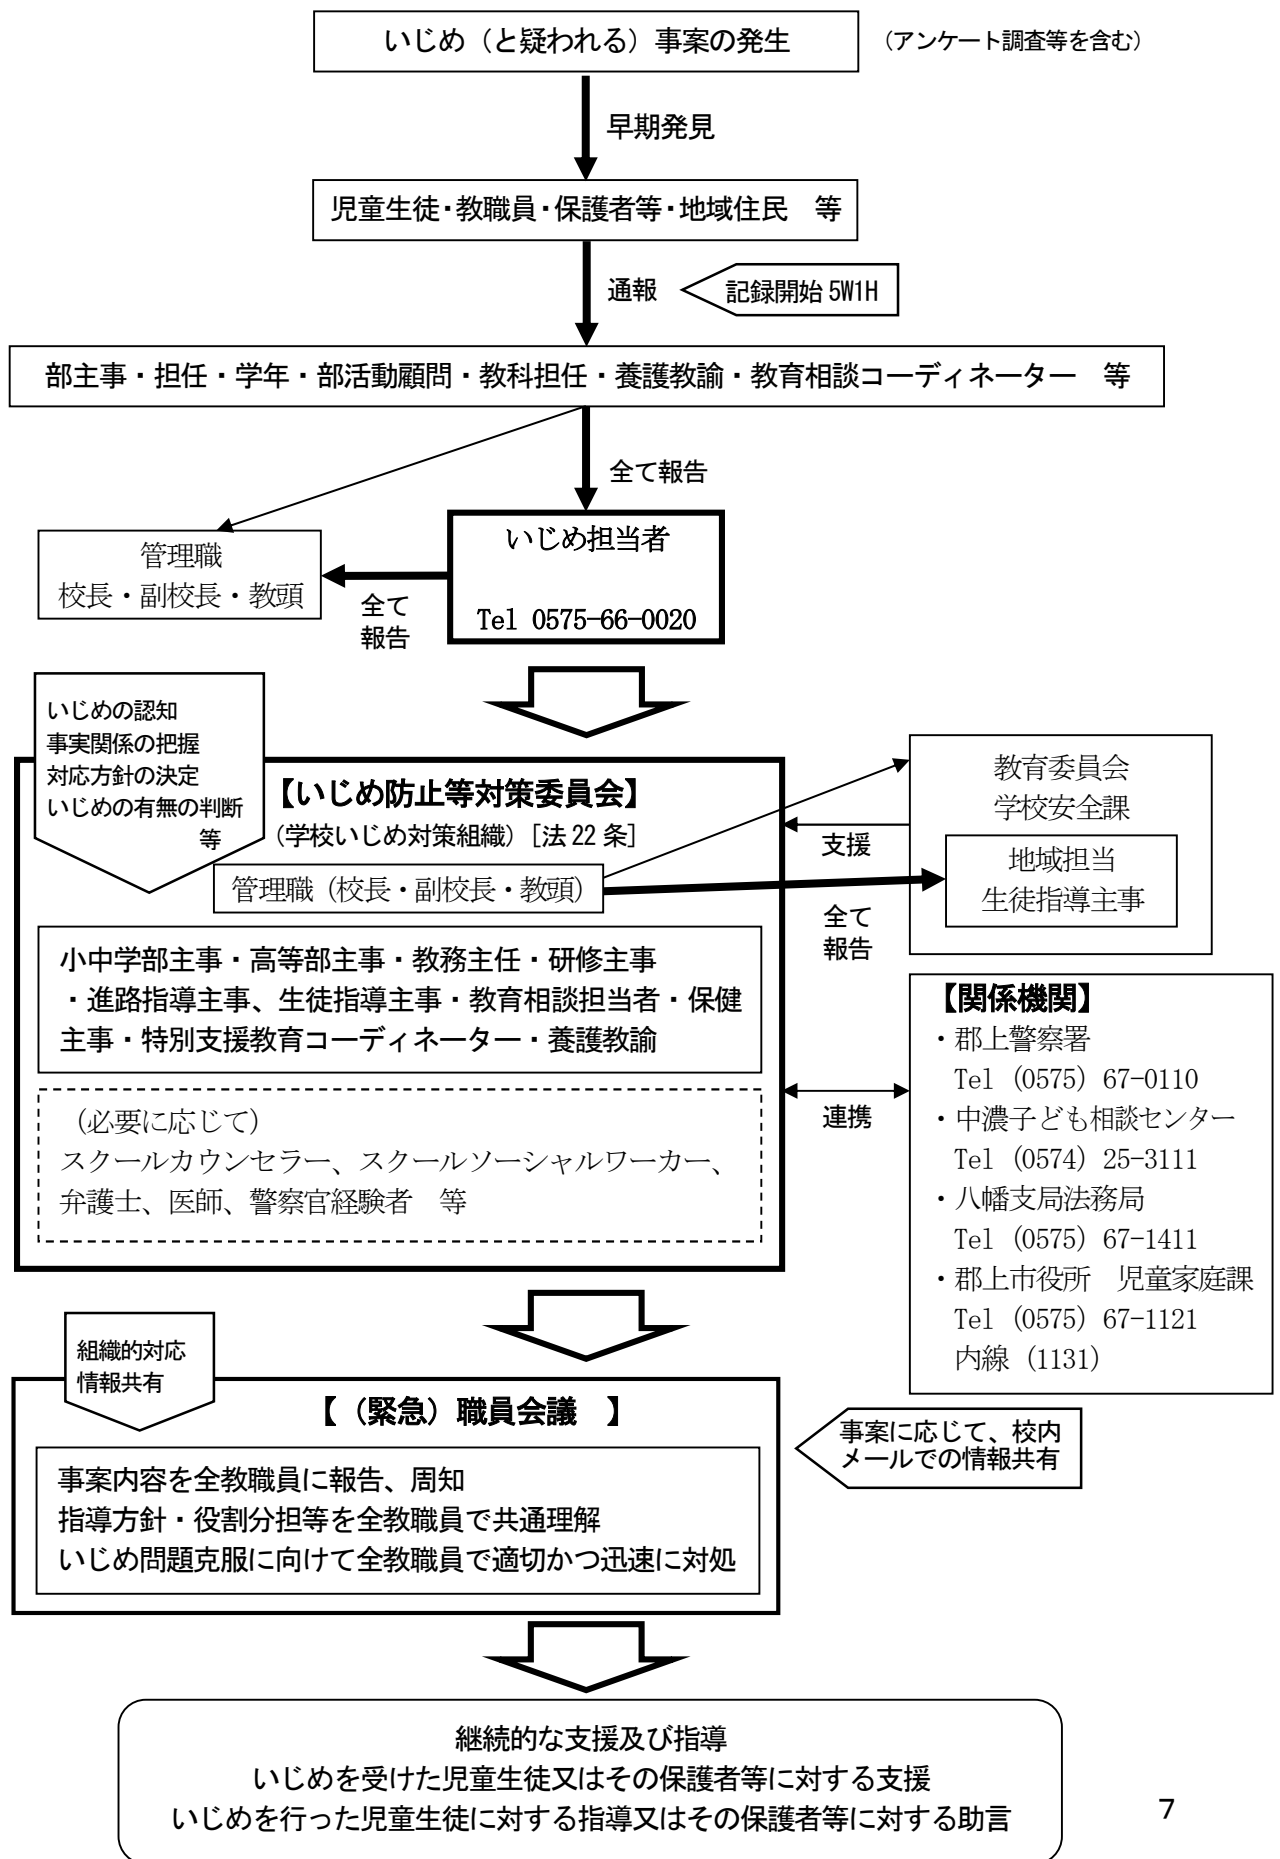 いじめ（と疑われる）事案の発生
（アンケート調査等を含む）
早期発見
児童生徒・教職員・保護者等・地域住民　等
通報
記録開始 5W1H
部主事・担任・学年・部活動顧問・教科担任・養護教諭・教育相談コーディネーター　等
全て報告
管理職
校長・副校長・教頭
いじめ担当者
Tel 0575-66-0020
全て
報告
いじめの認知
事実関係の把握
対応方針の決定
いじめの有無の判断
等
【いじめ防止等対策委員会】
（学校いじめ対策組織）［法 22 条］
管理職（校長・副校長・教頭）
小中学部主事・高等部主事・教務主任・研修主事
・進路指導主事、生徒指導主事・教育相談担当者・保健
主事・特別支援教育コーディネーター・養護教諭
（必要に応じて）
スクールカウンセラー、スクールソーシャルワーカー、
弁護士、医師、警察官経験者　等
教育委員会
学校安全課
地域担当
生徒指導主事
支援
全て
報告
連携
【関係機関】
・郡上警察署
Tel（0575）67-0110
・中濃子ども相談センター
Tel（0574）25-3111
・八幡支局法務局
Tel（0575）67-1411
・郡上市役所　児童家庭課
Tel（0575）67-1121
内線（1131）
組織的対応
情報共有
【（緊急）職員会議　】
事案に応じて、校内
メールでの情報共有
事案内容を全教職員に報告、周知
指導方針・役割分担等を全教職員で共通理解
いじめ問題克服に向けて全教職員で適切かつ迅速に対処
継続的な支援及び指導
いじめを受けた児童生徒又はその保護者等に対する支援
いじめを行った児童生徒に対する指導又はその保護者等に対する助言
7